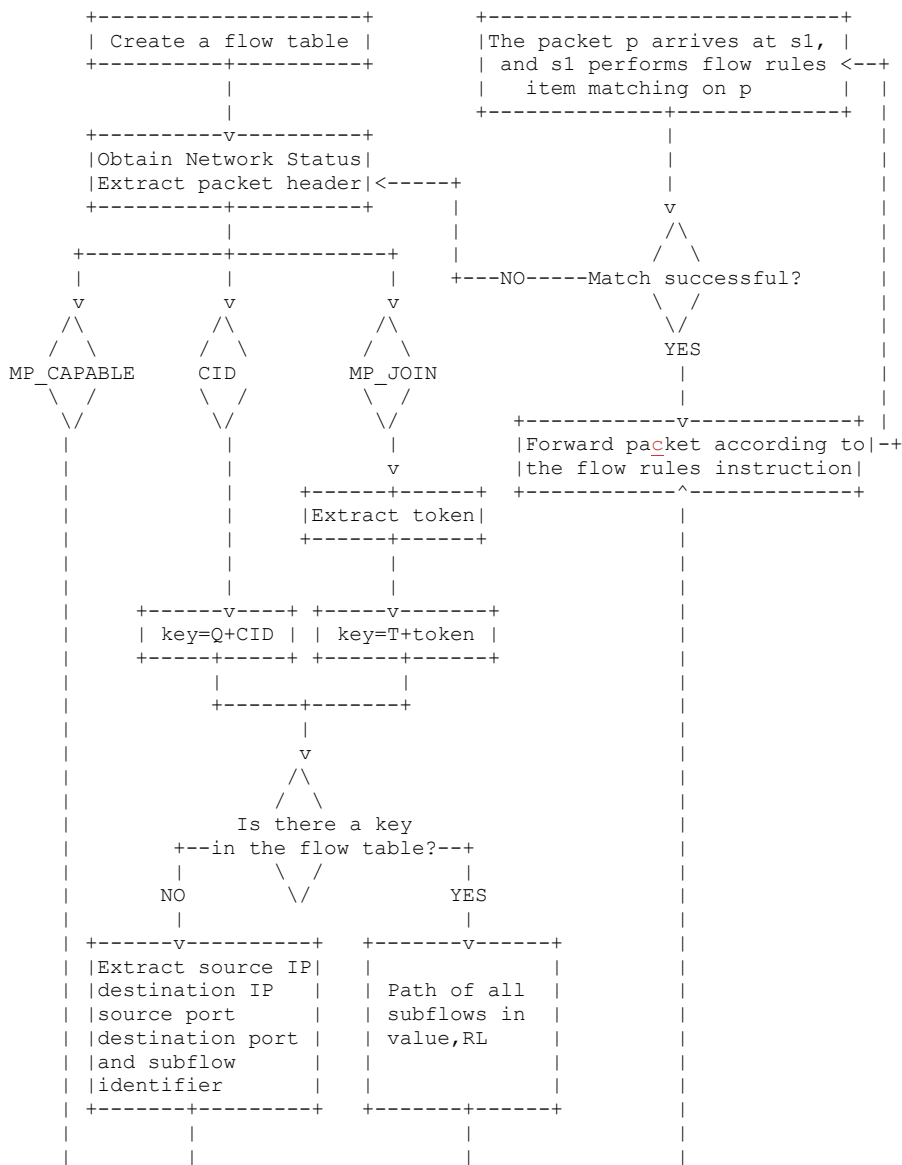 Create a flow table
The packet p arrives at s1,
and s1 performs flow rules
item matching on p
Obtain Network Status
Extract packet header
NO
Match successful?
YES
MP_CAPABLE
CID
MP_JOIN
Forward packet according to
the flow rules instruction
Extract token
key=Q+CID
key=T+token
Is there a key
in the flow table?
NO
YES
Extract source IP
destination IP
source port
destination port
and subflow
identifier
Path of all
subflows in
value,RL